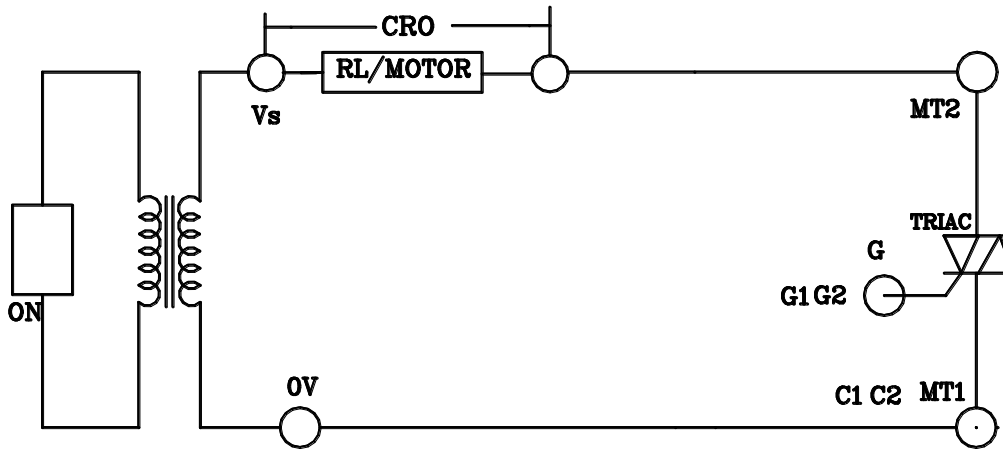 CRO
RL/MOTOR
Vs
MT2
TRIAC
G
G1 G2
ON
0V
C1 C2 MT1